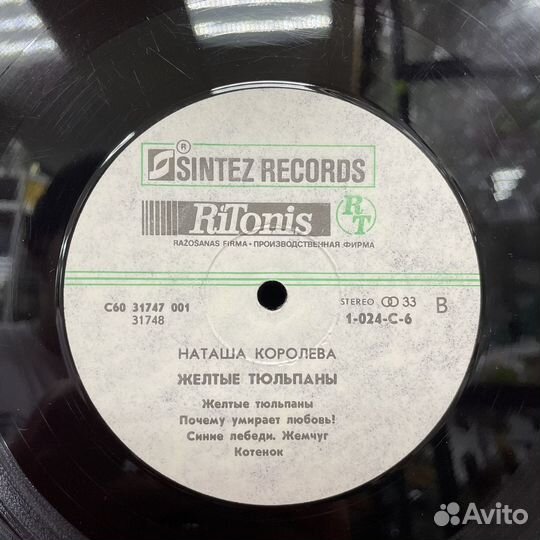 ® SINTEZ RECORDS
RiTonis RT
RAŽOŠANAS FIRMA • ПРОИЗВОДСТВЕННАЯ ФИРМА
С60 31747 001
31748
STEREO 33 B
1-024-С-6
НАТАША КОРОЛЕВА
ЖЕЛТЫЕ ТЮЛЬПАНЫ
Желтые тюльпаны
Почему умирает любовь!
Синие лебеди. Жемчуг
Котенок
Avito